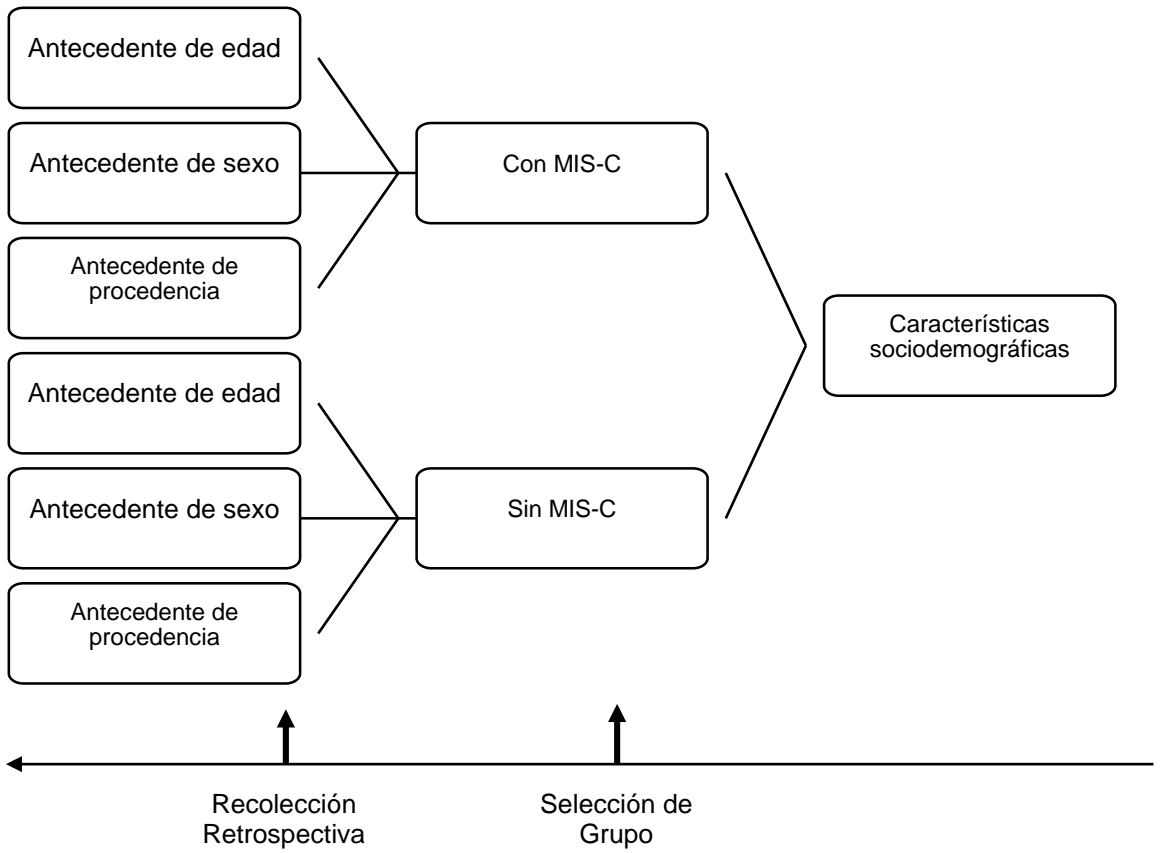 Antecedente de edad
Antecedente de sexo
Antecedente de
procedencia
Antecedente de edad
Antecedente de sexo
Antecedente de
procedencia
Con MIS-C
Sin MIS-C
Características
sociodemográficas
Recolección
Retrospectiva
Selección de
Grupo